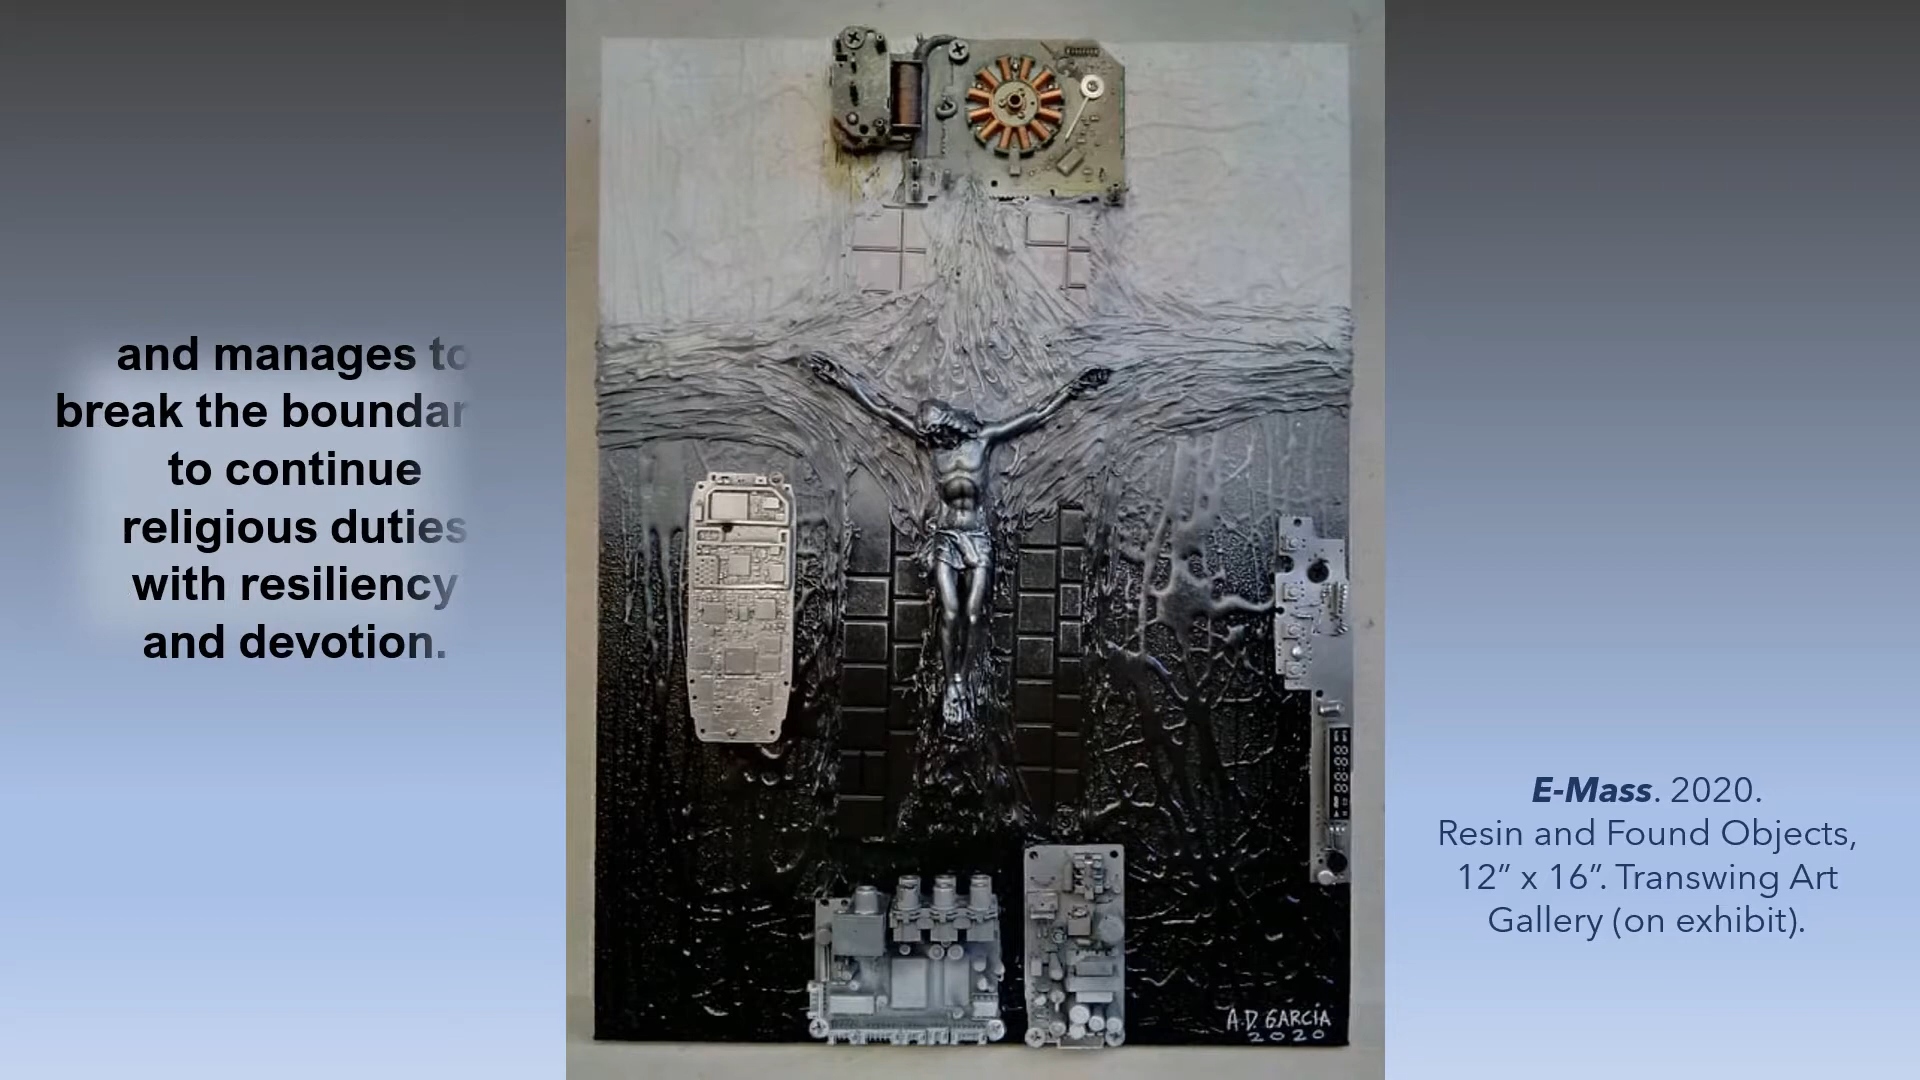 and manages to
break the boundar
to continue
religious duties
with resiliency
and devotion.
E-Mass. 2020.
Resin and Found Objects,
12” x 16”. Transwing Art
Gallery (on exhibit).
A.D. GARCIA
2020